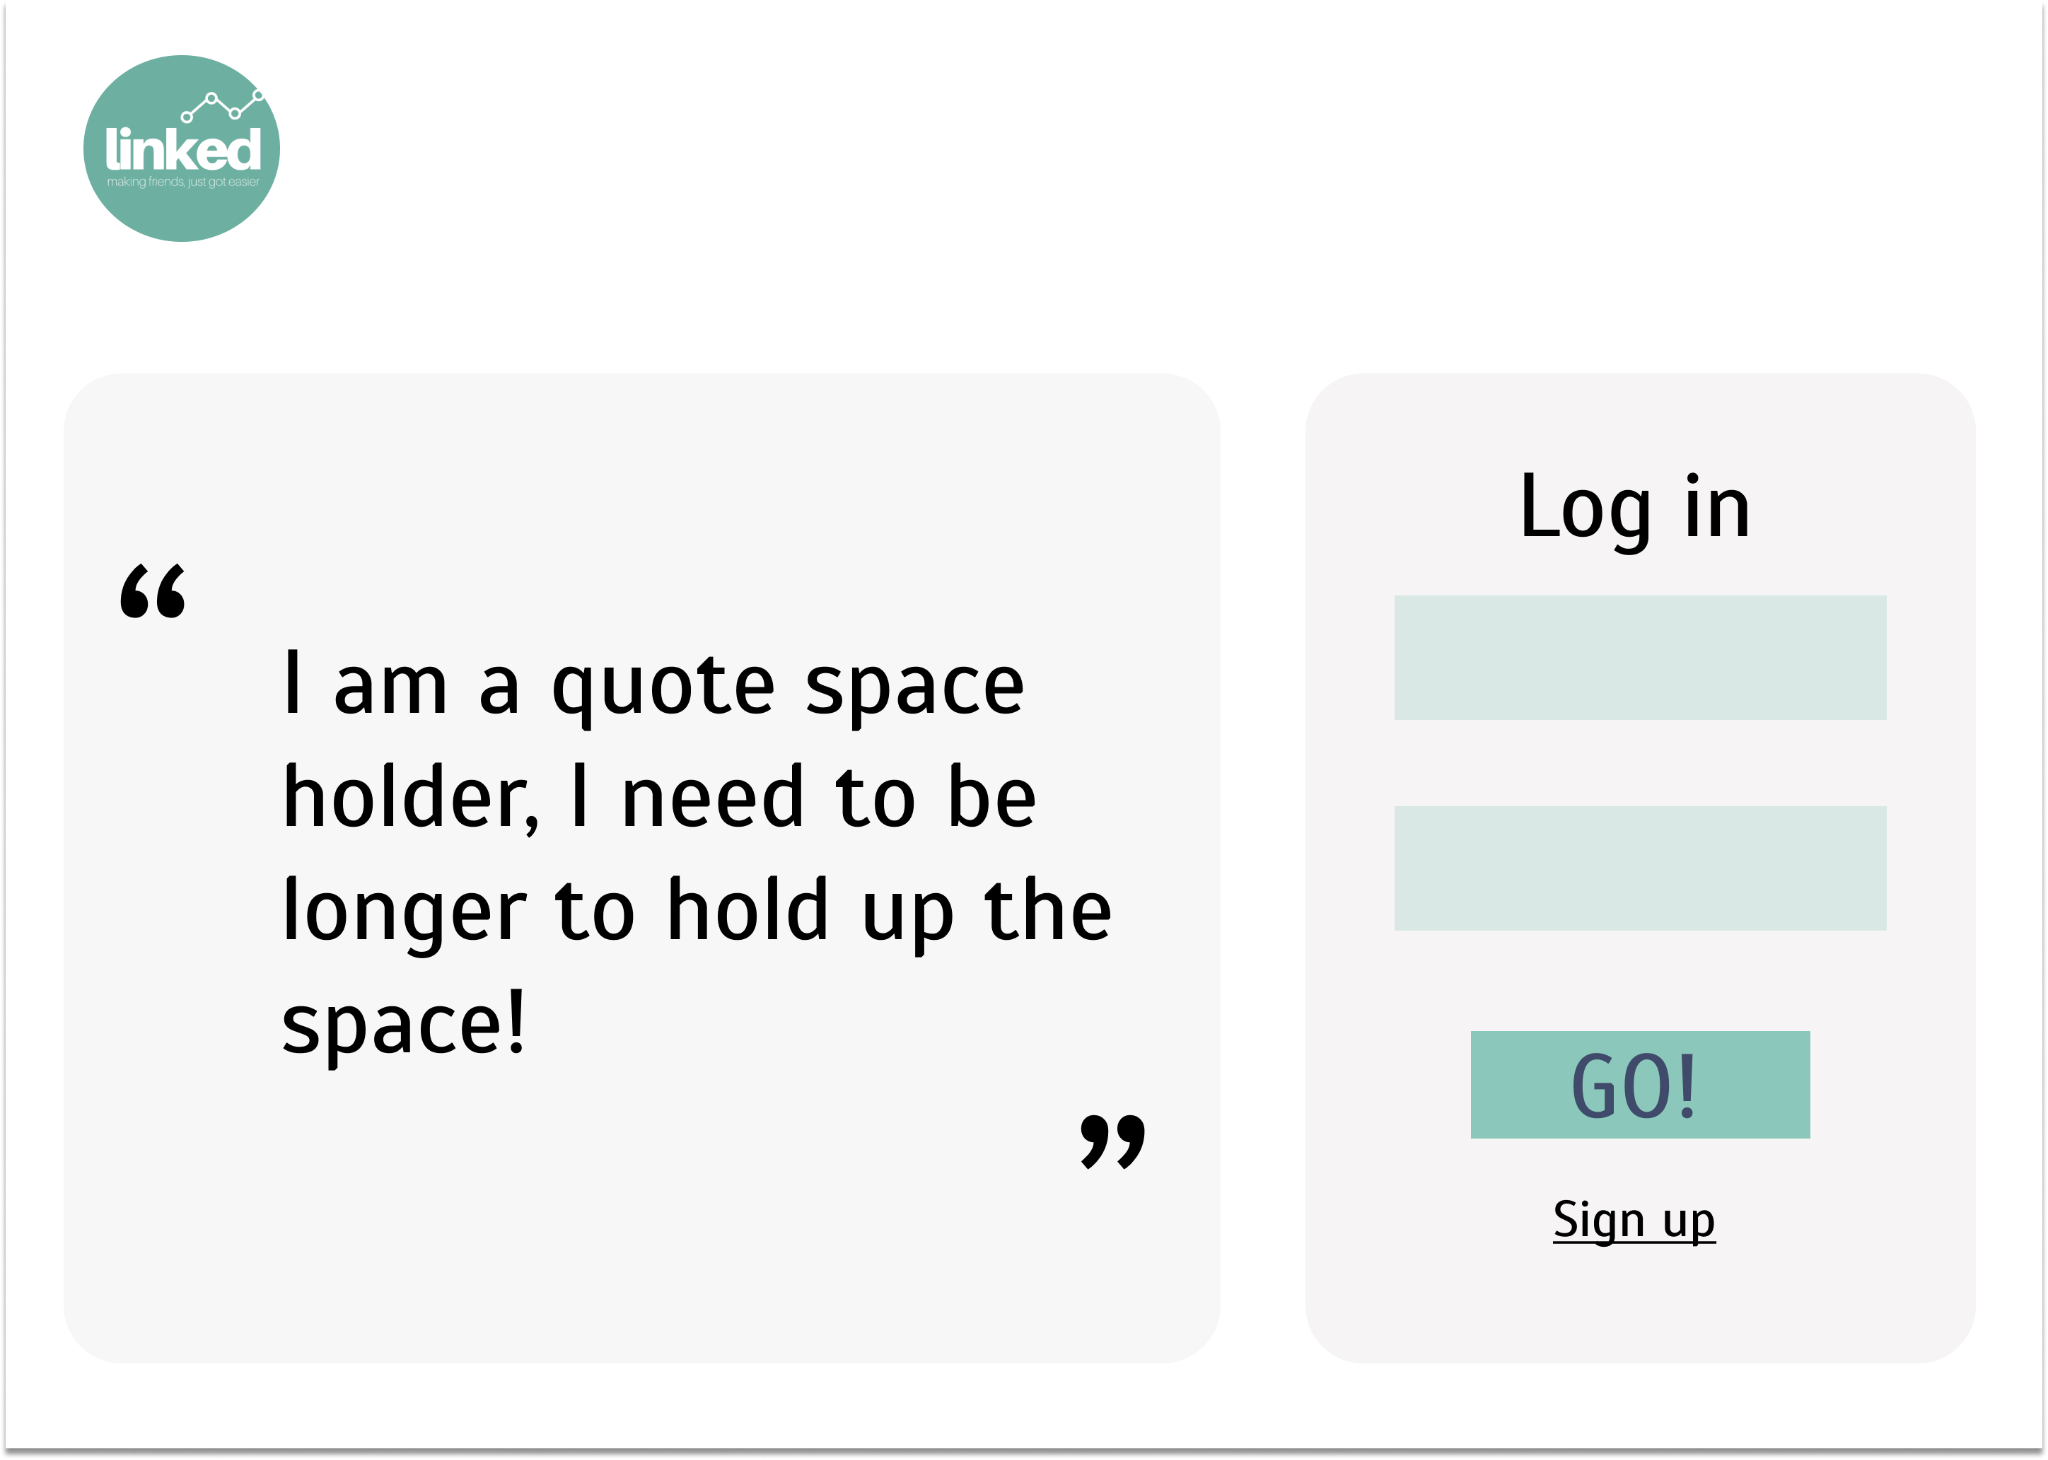 linked
making friends, just got easier
“
I am a quote space
holder, I need to be
longer to hold up the
space!
”
Log in
GO!
Sign up